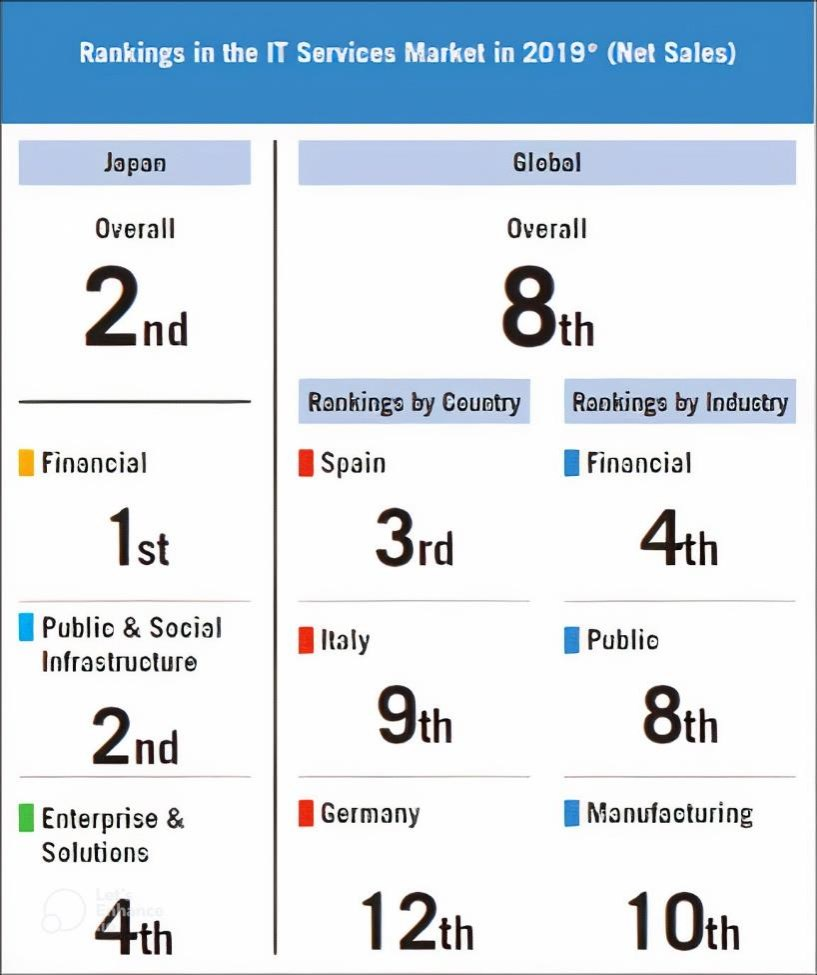 Rankings in the IT Services Market in 2019* (Net Sales)
Japan
Overall
2nd
Financial
1st
Public & Social
Infrastructure
2nd
Enterprise &
Solutions
4th
Global
Overall
8th
Rankings by Country
Spain
3rd
Italy
9th
Germany
12th
Rankings by Industry
Financial
4th
Public
8th
Manufacturing
10th
Let's
Enhance